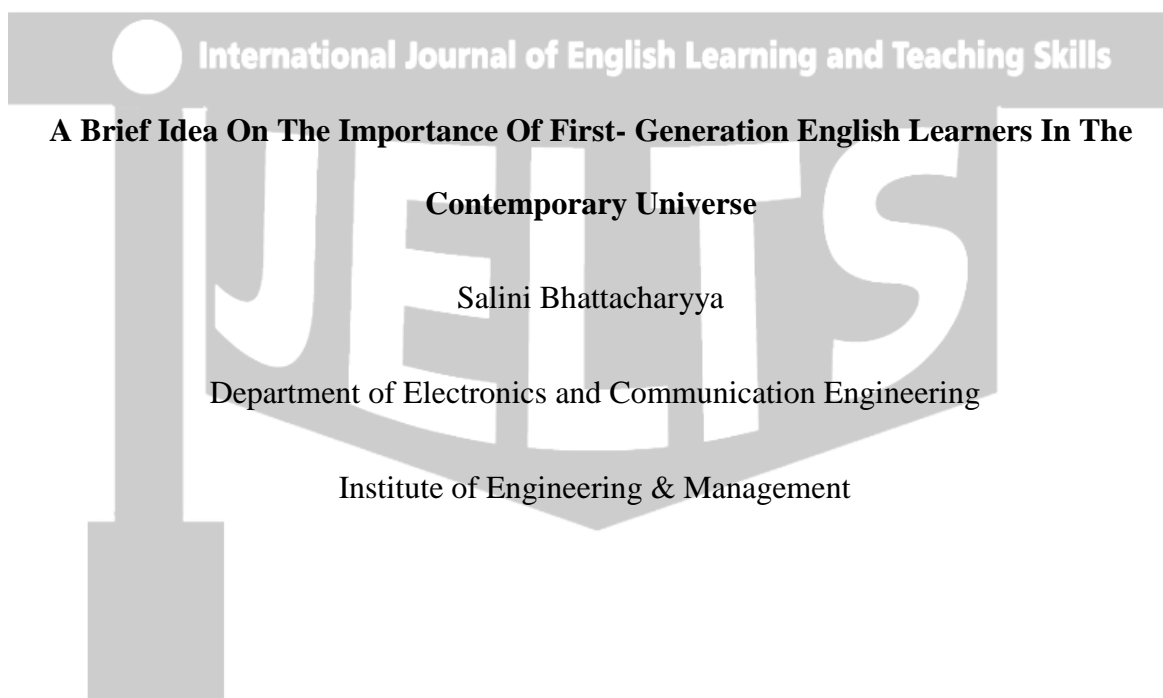 International Journal of English Learning and Teaching Skills
A Brief Idea On The Importance Of First- Generation English Learners In The
Contemporary Universe
JELTS
Salini Bhattacharyya
Department of Electronics and Communication Engineering
Institute of Engineering & Management